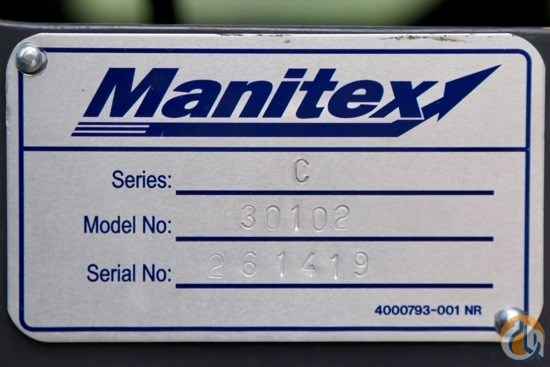 Manitex
Series: C
Model No: 30102
Serial No: 261419
4000793-001 NR